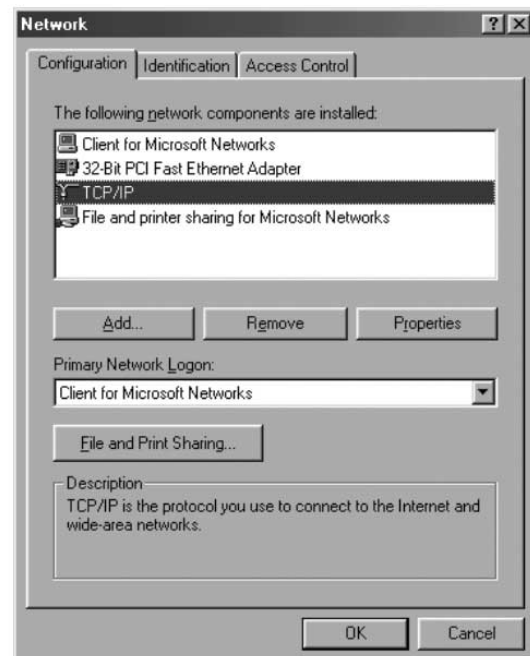 Network
Configuration Identification Access Control
The following network components are installed:
Client for Microsoft Networks
32-Bit PCI Fast Ethernet Adapter
TCP/IP
File and printer sharing for Microsoft Networks
Add... Remove Properties
Primary Network Logon:
Client for Microsoft Networks
File and Print Sharing...
Description
TCP/IP is the protocol you use to connect to the Internet and
wide-area networks.
OK Cancel